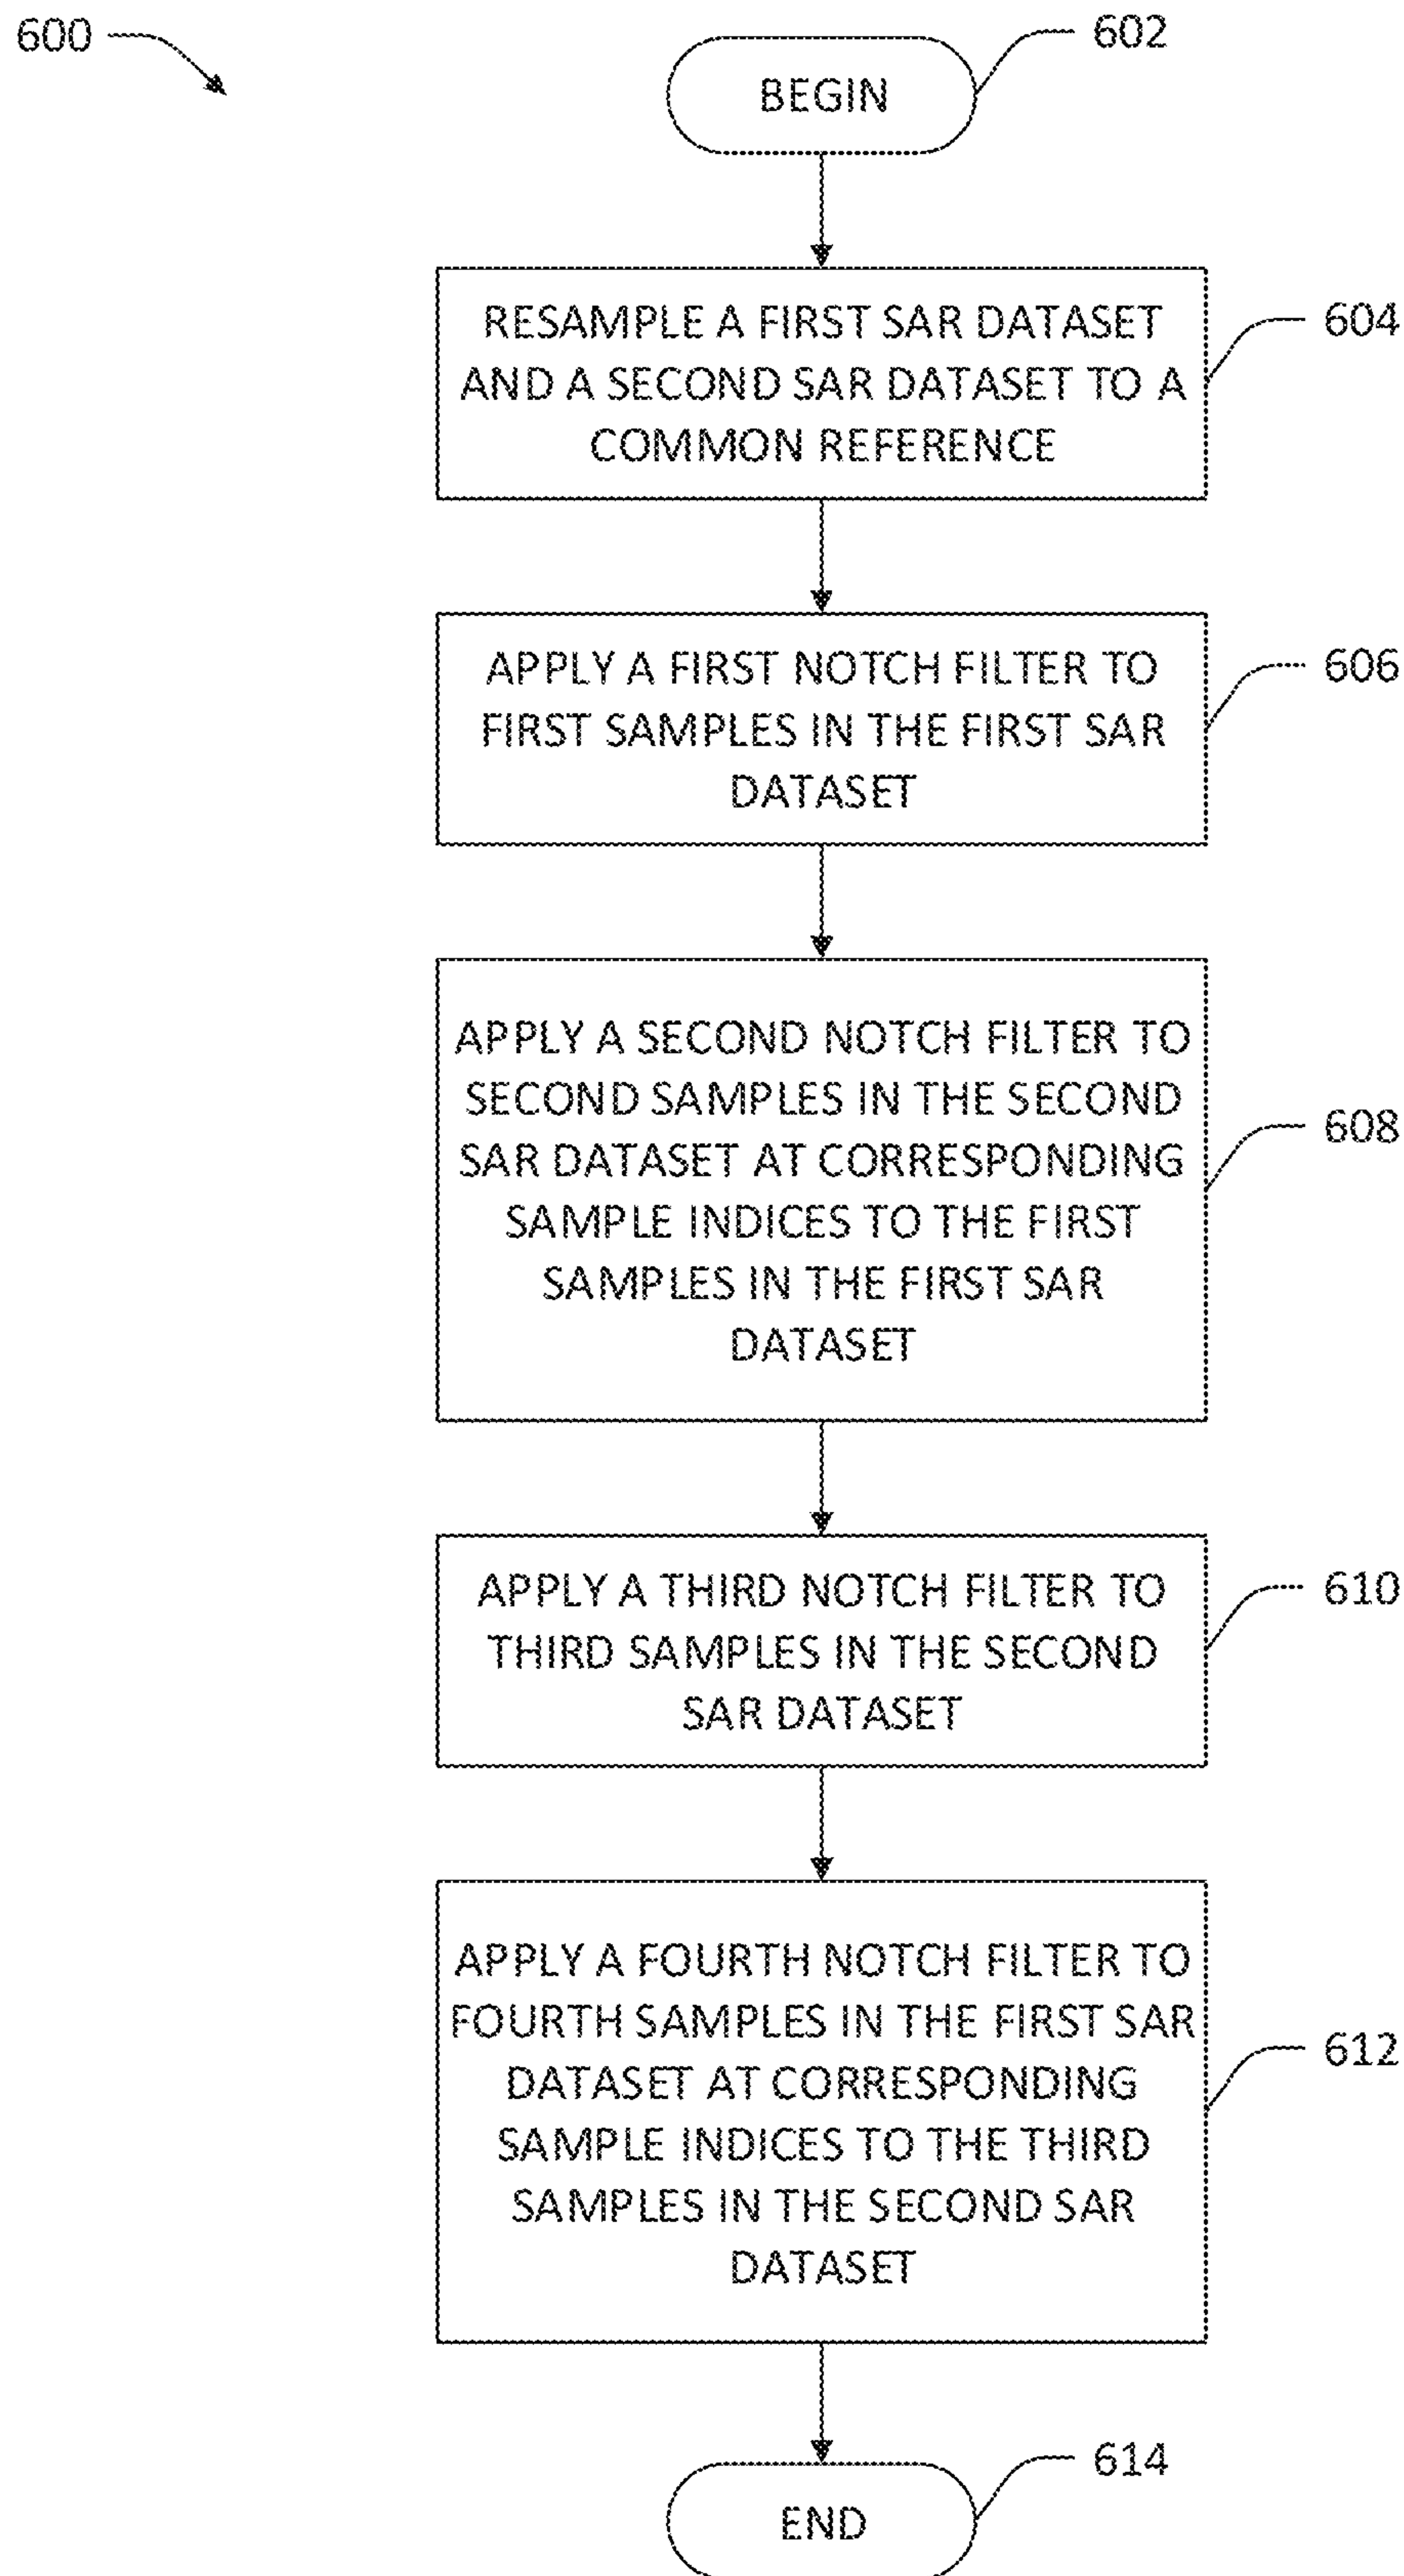 600
602
BEGIN
RESAMPLE A FIRST SAR DATASET
AND A SECOND SAR DATASET TO A
COMMON REFERENCE
604
APPLY A FIRST NOTCH FILTER TO
FIRST SAMPLES IN THE FIRST SAR
DATASET
606
APPLY A SECOND NOTCH FILTER TO
SECOND SAMPLES IN THE SECOND
SAR DATASET AT CORRESPONDING
SAMPLE INDICES TO THE FIRST
SAMPLES IN THE FIRST SAR
DATASET
608
APPLY A THIRD NOTCH FILTER TO
THIRD SAMPLES IN THE SECOND
SAR DATASET
610
APPLY A FOURTH NOTCH FILTER TO
FOURTH SAMPLES IN THE FIRST SAR
DATASET AT CORRESPONDING
SAMPLE INDICES TO THE THIRD
SAMPLES IN THE SECOND SAR
DATASET
612
614
END